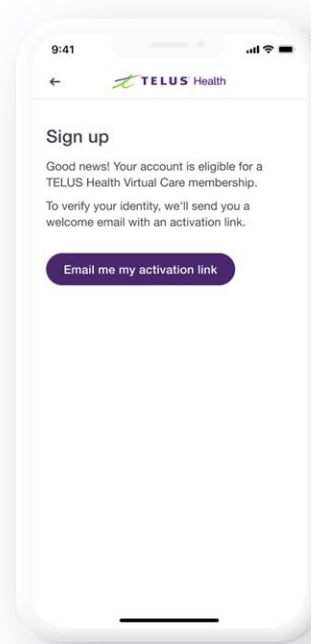 9:41
TELUS Health
Sign up
Good news! Your account is eligible for a
TELUS Health Virtual Care membership.
To verify your identity, we'll send you a
welcome email with an activation link.
Email me my activation link